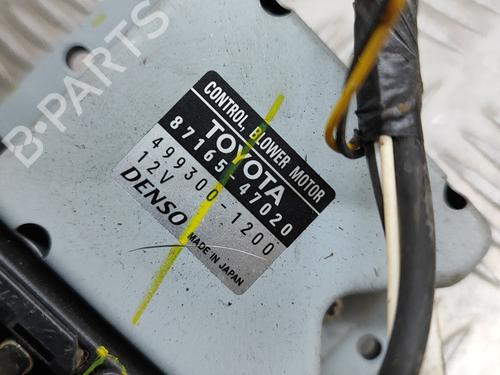 B-PARTS
CONTROL, BLOWER MOTOR
TOYOTA
87165-47020
499300-1200
12V
DENSO MADE IN JAPAN